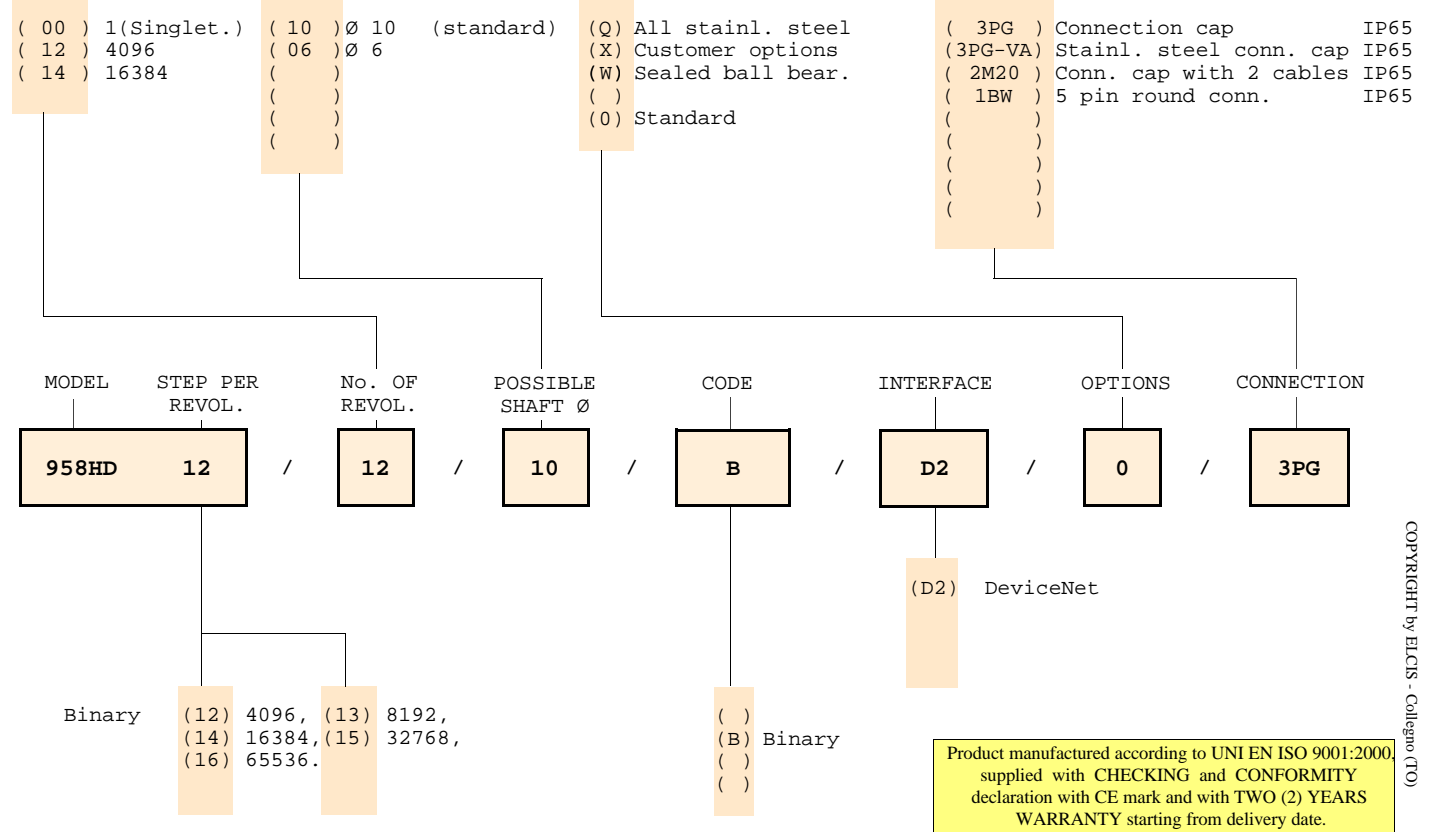 ( 00 ) 1(Singlet.) ( 10 )Ø 10 (standard) (Q) All stainl. steel ( 3PG ) Connection cap IP65
( 12 ) 4096 ( 06 )Ø 6 (X) Customer options (3PG-VA) Stainl. steel conn. cap IP65
( 14 ) 16384 ( ) (W) Sealed ball bear. ( 2M20 ) Conn. cap with 2 cables IP65
( ) ( ) ( 1BW ) 5 pin round conn. IP65
( ) (0) Standard ( )
( ) ( )
( )
( )
( )
MODEL STEP PER No. OF POSSIBLE CODE INTERFACE OPTIONS CONNECTION
REVOL. REVOL. SHAFT Ø
958HD 12 / 12 / 10 / B / D2 / 0 / 3PG
(D2) DeviceNet
Binary (12) 4096, (13) 8192, ( )
(14) 16384,(15) 32768, (B) Binary
(16) 65536. ( )
( )
Product manufactured according to UNI EN ISO 9001:2000,
supplied with CHECKING and CONFORMITY
declaration with CE mark and with TWO (2) YEARS
WARRANTY starting from delivery date.
COPYRIGHT by ELCIS - Collegno (TO)